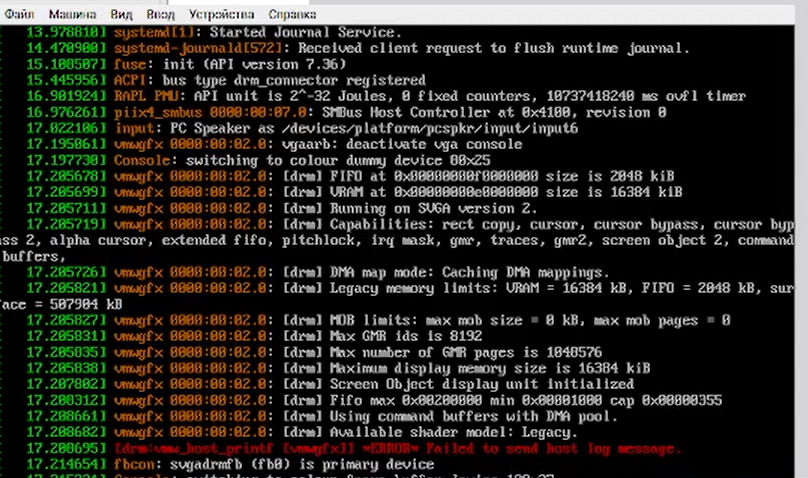 Файл Машина Вид Ввод Устройства Справка
13.978810] systemd[1]: Started Journal Service.
14.470900] systemd-journald[572]: Received client request to flush runtime journal.
15.108507] fuse: init (API version 7.36)
15.445956] ACPI: bus type drm_connector registered
16.901924] RAPL PMU: API unit is 2^-32 Joules, 0 fixed counters, 10737418240 ms ovfl timer
16.976261] piix4_smbus 0000:00:07.0: SMBus Host Controller at 0x4100, revision 0
17.022106] input: PC Speaker as /devices/platform/pcspkr/input/input6
17.195061] vmwgfx 0000:00:02.0: vgaarb: deactivate vga console
17.197730] Console: switching to colour dummy device 80x25
17.205678] vmwgfx 0000:00:02.0: [drm] FIFO at 0x00000000f0000000 size is 2048 kiB
17.205699] vmwgfx 0000:00:02.0: [drm] VRAM at 0x00000000e0000000 size is 16384 kiB
17.205711] vmwgfx 0000:00:02.0: [drm] Running on SVGA version 2.
17.205719] vmwgfx 0000:00:02.0: [drm] Capabilities: rect copy, cursor, cursor bypass, cursor byp
ass 2, alpha cursor, extended fifo, pitchlock, irq mask, gmr, traces, gmr2, screen object 2, command
buffers,
17.205726] vmwgfx 0000:00:02.0: [drm] DMA map mode: Caching DMA mappings.
17.205821] vmwgfx 0000:00:02.0: [drm] Legacy memory limits: VRAM = 16384 kB, FIFO = 2048 kB, sur
face = 507904 kB
17.205827] vmwgfx 0000:00:02.0: [drm] MOB limits: max mob size = 0 kB, max mob pages = 0
17.205831] vmwgfx 0000:00:02.0: [drm] Max GMR ids is 8192
17.205835] vmwgfx 0000:00:02.0: [drm] Max number of GMR pages is 1048576
17.205838] vmwgfx 0000:00:02.0: [drm] Maximum display memory size is 16384 kiB
17.207802] vmwgfx 0000:00:02.0: [drm] Screen Object display unit initialized
17.208312] vmwgfx 0000:00:02.0: [drm] Fifo max 0x00200000 min 0x00001000 cap 0x00000355
17.208661] vmwgfx 0000:00:02.0: [drm] Using command buffers with DMA pool.
17.208682] vmwgfx 0000:00:02.0: [drm] Available shader model: Legacy.
17.208695] [drm:vmw_host_printf [vmwgfx]] *ERROR* Failed to send host log message.
17.214654] fbcon: svgadrmfb (fb0) is primary device